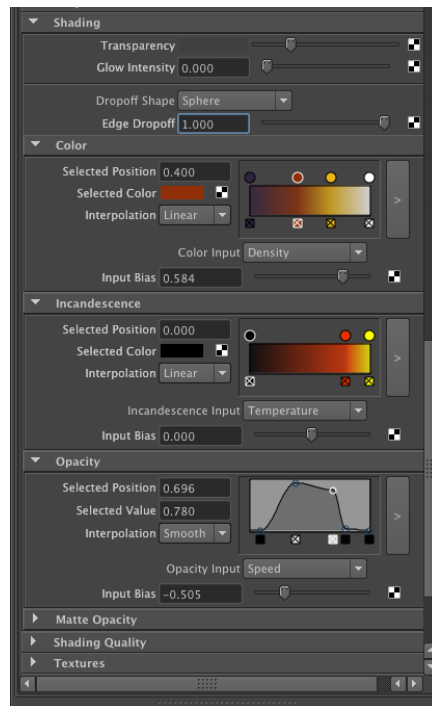 Shading
Transparency
Glow Intensity 0.000
Dropoff Shape Sphere
Edge Dropoff 1.000
Color
Selected Position 0.400
Selected Color
Interpolation Linear
>
Color Input Density
Input Bias 0.584
Incandescence
Selected Position 0.000
Selected Color
Interpolation Linear
>
Incandescence Input Temperature
Input Bias 0.000
Opacity
Selected Position 0.696
Selected Value 0.780
Interpolation Smooth
>
Opacity Input Speed
Input Bias -0.505
Matte Opacity
Shading Quality
Textures